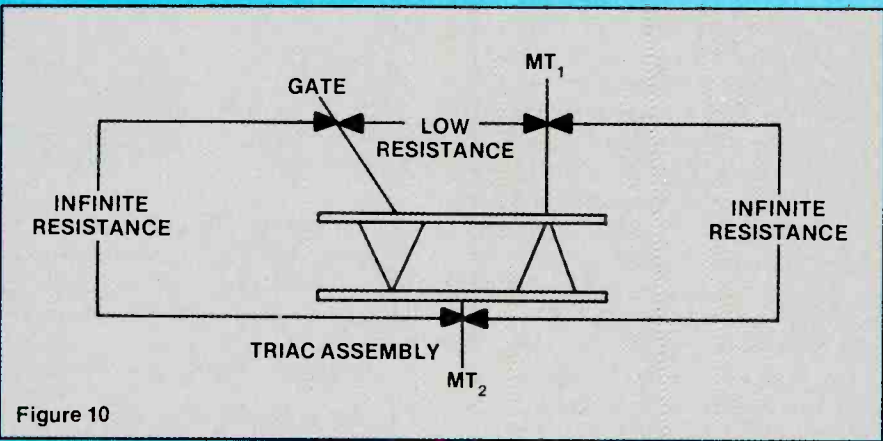 MT₁
GATE
LOW
RESISTANCE
INFINITE
RESISTANCE
INFINITE
RESISTANCE
TRIAC ASSEMBLY
MT₂
Figure 10